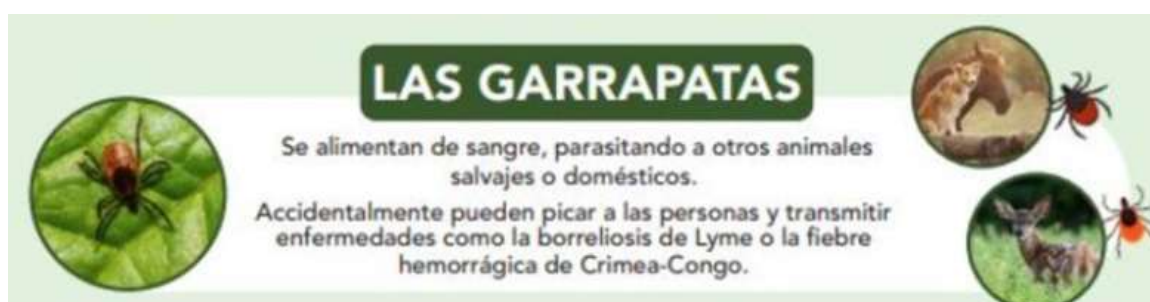 LAS GARRAPATAS
Se alimentan de sangre, parasitando a otros animales
salvajes o domésticos.
Accidentalmente pueden picar a las personas y transmitir
enfermedades como la borreliosis de Lyme o la fiebre
hemorrágica de Crimea-Congo.